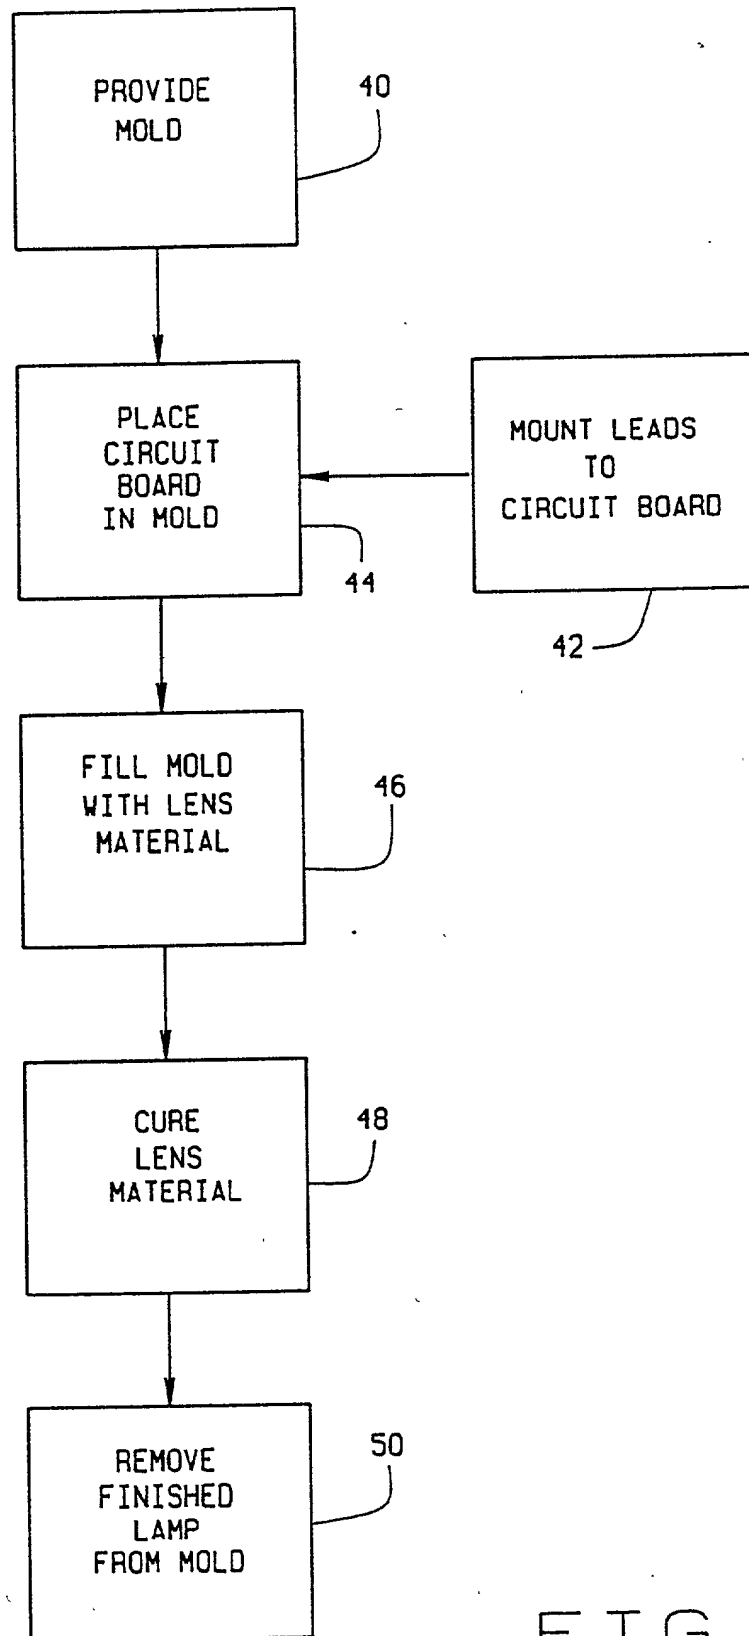 PROVIDE
MOLD
40
PLACE
CIRCUIT
BOARD
IN MOLD
44
MOUNT LEADS
TO
CIRCUIT BOARD
42
FILL MOLD
WITH LENS
MATERIAL
46
CURE
LENS
MATERIAL
48
REMOVE
FINISHED
LAMP
FROM MOLD
50
FIG